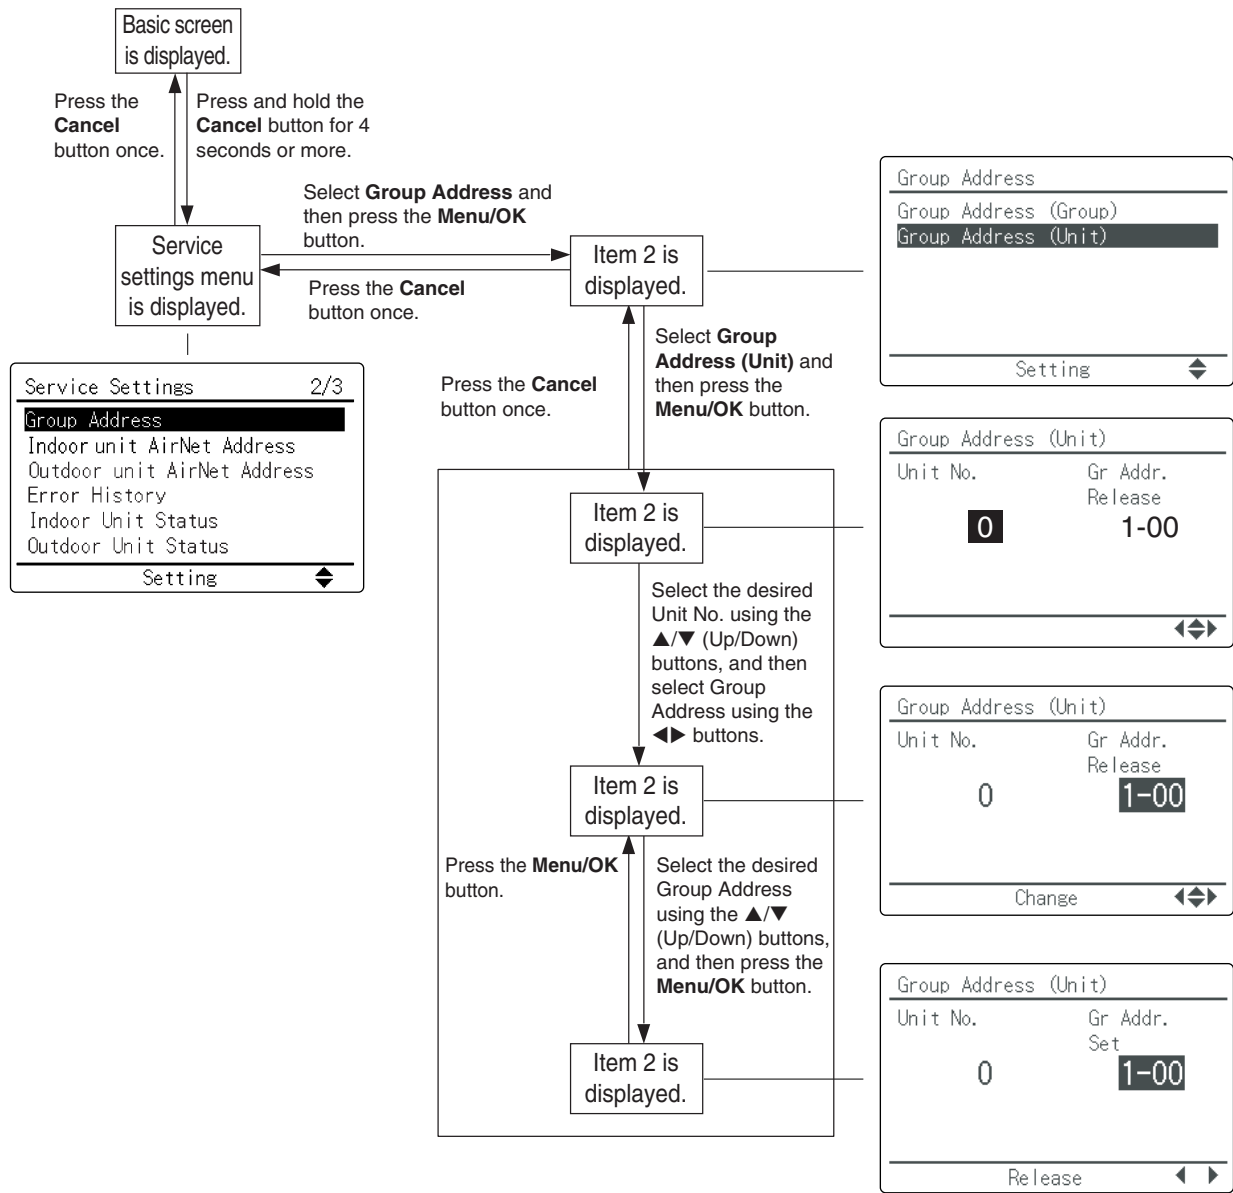 Basic screen
is displayed.
Press the
Cancel
button once.
Press and hold the
Cancel button for 4
seconds or more.
Select Group Address and
then press the Menu/OK
button.
Service
settings menu
is displayed.
Press the Cancel
button once.
Item 2 is
displayed.
Group Address
Group Address (Group)
Group Address (Unit)
Setting
Service Settings 2/3
Group Address
Indoor unit AirNet Address
Outdoor unit AirNet Address
Error History
Indoor Unit Status
Outdoor Unit Status
Setting
Press the Cancel
button once.
Select Group
Address (Unit) and
then press the
Menu/OK button.
Item 2 is
displayed.
Group Address (Unit)
Unit No. Gr Addr.
Release
0 1-00
Select the desired
Unit No. using the
▲/▼ (Up/Down)
buttons, and then
select Group
Address using the
◀▶ buttons.
Item 2 is
displayed.
Group Address (Unit)
Unit No. Gr Addr.
Release
0 1-00
Change
Press the Menu/OK
button.
Select the desired
Group Address
using the ▲/▼
(Up/Down) buttons,
and then press the
Menu/OK button.
Item 2 is
displayed.
Group Address (Unit)
Unit No. Gr Addr.
Set
0 1-00
Release